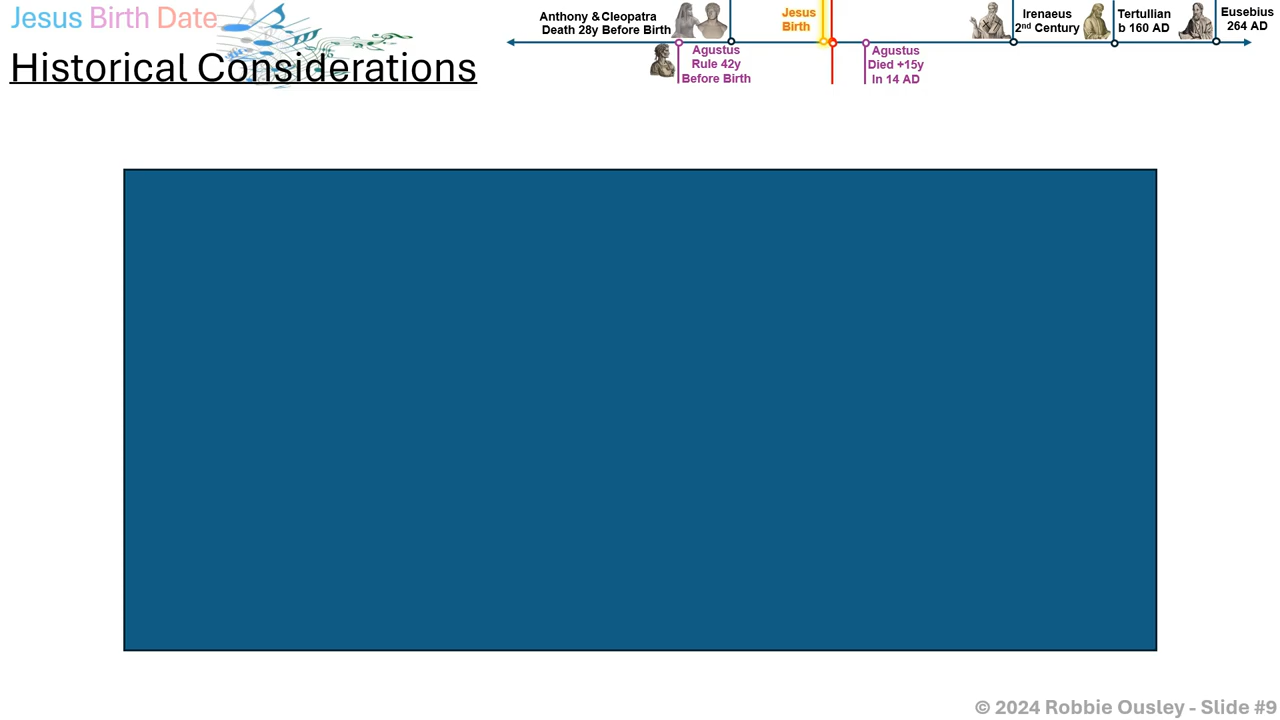 Jesus Birth Date
Historical Considerations
Anthony & Cleopatra
Death 28y Before Birth
Agustus
Rule 42y
Before Birth
Jesus
Birth
Agustus
Died +15y
In 14 AD
Irenaeus
2nd Century
Tertullian
b 160 AD
Eusebius
264 AD
© 2024 Robbie Ousley - Slide #9